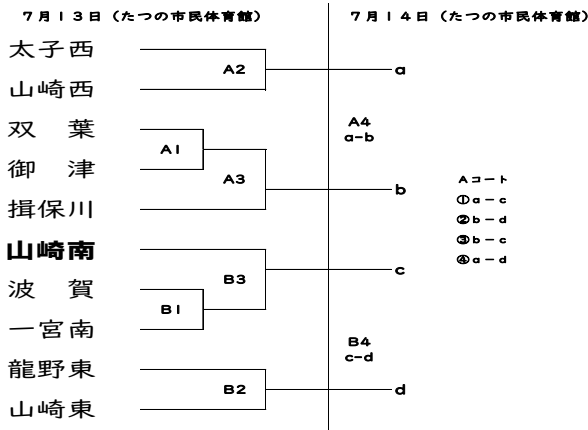 7月13日（たつの市民体育館）
7月14日（たつの市民体育館）
太子西
山崎西
双　葉
御　津
揖保川
山崎南
波　賀
一宮南
龍野東
山崎東
A2
A1
A3
B3
B1
B2
a
A4
a-b
b
c
B4
c-d
d
Aコート
①a－c
②b－d
③b－c
④a－d